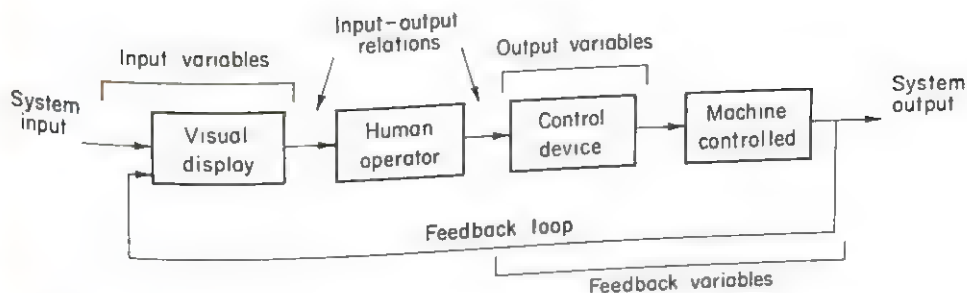 Input-output
relations
Input variables
Output variables
System
input
System
output
Visual
display
Human
operator
Control
device
Machine
controlled
Feedback loop
Feedback variables